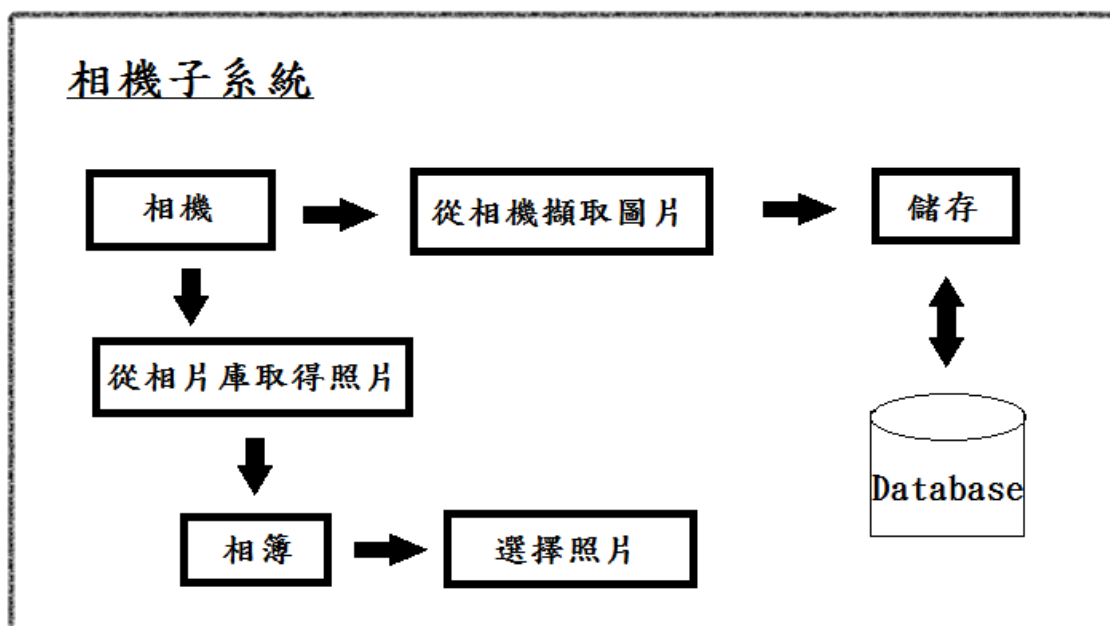 相機子系統
相機
從相機擷取圖片
儲存
從相片庫取得照片
Database
相簿
選擇照片